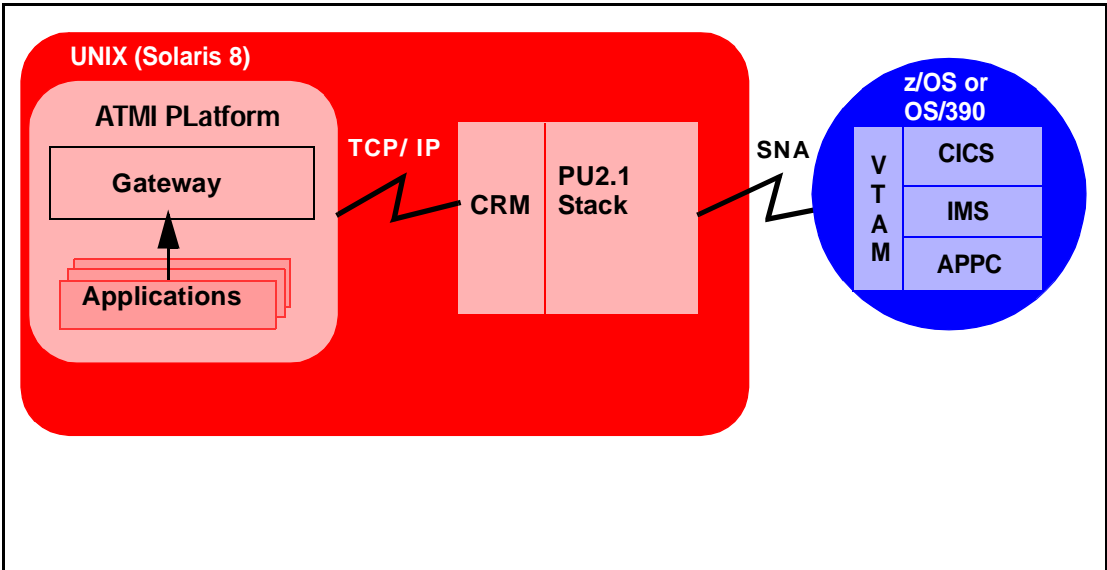 UNIX (Solaris 8)
ATMI PLatform
Gateway
Applications
TCP/ IP
CRM
PU2.1
Stack
SNA
z/OS or
OS/390
V
T
A
M
CICS
IMS
APPC